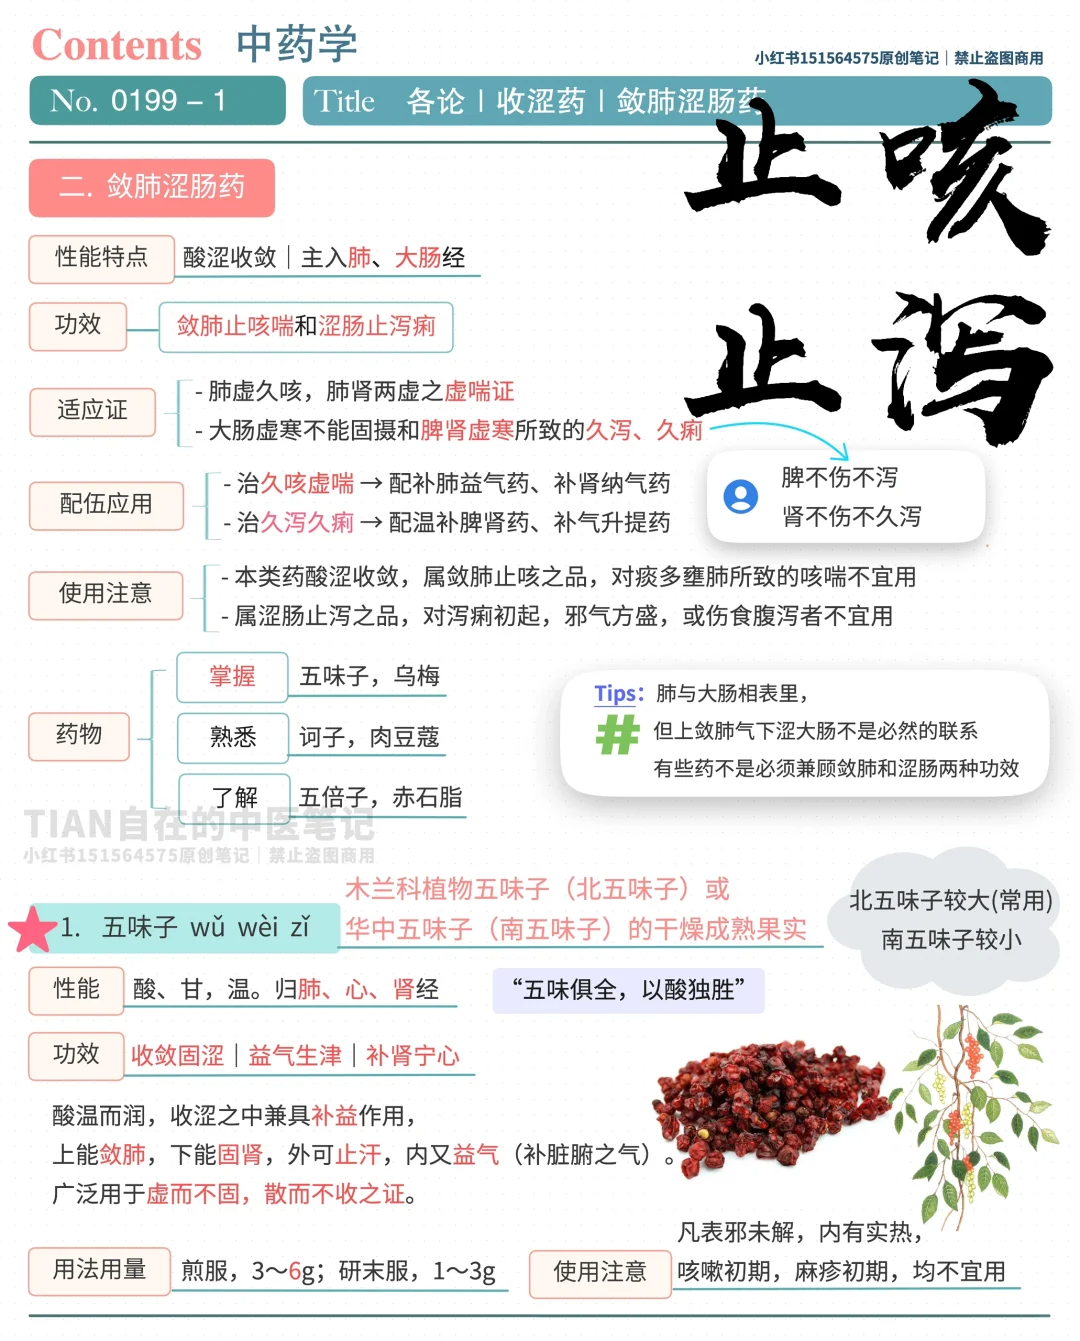 Contents 中药学
小红书151564575原创笔记｜禁止盗图商用
No. 0199 – 1
Title 各论｜收涩药｜敛肺涩肠药
止咳
止泻
二. 敛肺涩肠药
性能特点 酸涩收敛｜主入肺、大肠经
功效 敛肺止咳喘和涩肠止泻痢
适应证
- 肺虚久咳，肺肾两虚之虚喘证
- 大肠虚寒不能固摄和脾肾虚寒所致的久泻、久痢
脾不伤不泻
肾不伤不久泻
配伍应用
- 治久咳虚喘 → 配补肺益气药、补肾纳气药
- 治久泻久痢 → 配温补脾肾药、补气升提药
使用注意
- 本类药酸涩收敛，属敛肺止咳之品，对痰多壅肺所致的咳喘不宜用
- 属涩肠止泻之品，对泻痢初起，邪气方盛，或伤食腹泻者不宜用
药物
掌握 五味子，乌梅
熟悉 诃子，肉豆蔻
了解 五倍子，赤石脂
Tips：肺与大肠相表里，
但上敛肺气下涩大肠不是必然的联系
有些药不是必须兼顾敛肺和涩肠两种功效
TIAN自在的中医笔记
小红书151564575原创笔记｜禁止盗图商用
1. 五味子 wǔ wèi zǐ
木兰科植物五味子（北五味子）或
华中五味子（南五味子）的干燥成熟果实
北五味子较大(常用)
南五味子较小
性能 酸、甘，温。归肺、心、肾经
“五味俱全，以酸独胜”
功效 收敛固涩｜益气生津｜补肾宁心
酸温而润，收涩之中兼具补益作用，
上能敛肺，下能固肾，外可止汗，内又益气（补脏腑之气）。
广泛用于虚而不固，散而不收之证。
用法用量 煎服，3～6g；研末服，1～3g
使用注意
凡表邪未解，内有实热，
咳嗽初期，麻疹初期，均不宜用